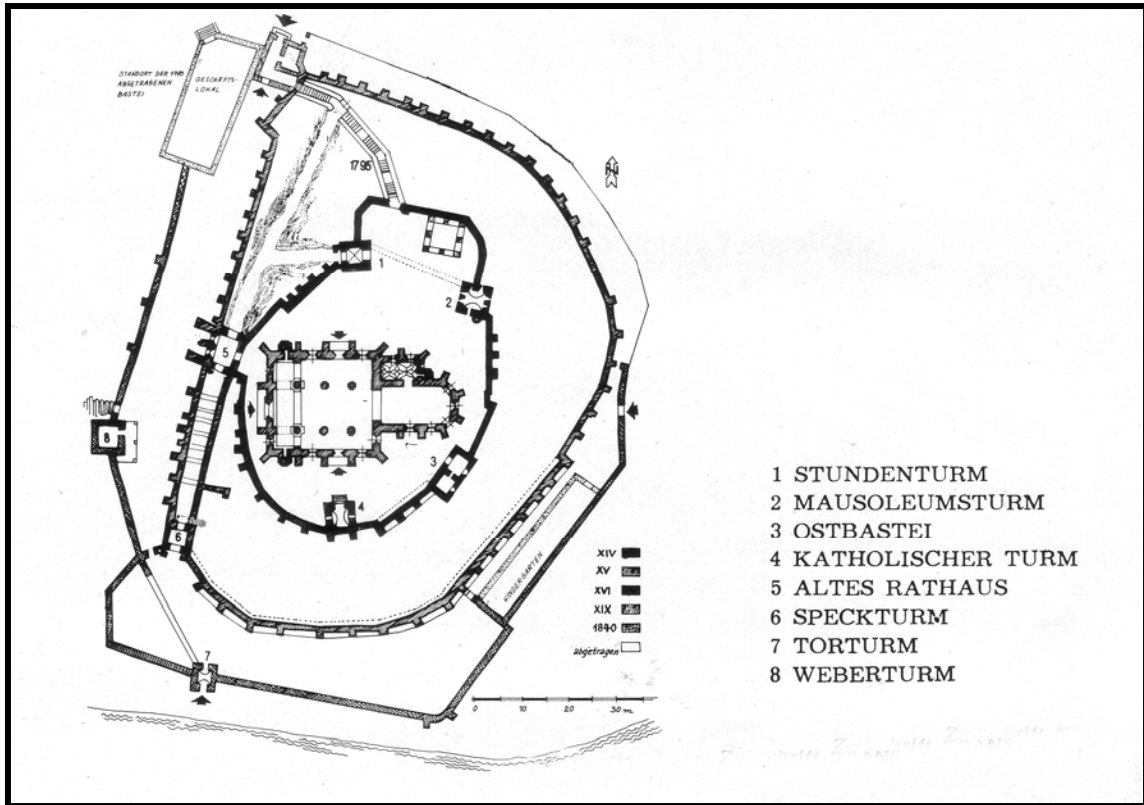 STANDORT DER 1785
ABGETRAGENEN
BASTEI
GESCHÄFTS-
LOKAL
1795
N
1
2
5
8
3
4
6
7
KINDERGARTEN
XIV
XV
XVI
XIX
1840
abgetragen
0 10 20 30 m
1 STUNDENTURM
2 MAUSOLEUMSTURM
3 OSTBASTEI
4 KATHOLISCHER TURM
5 ALTES RATHAUS
6 SPECKTURM
7 TORTURM
8 WEBERTURM